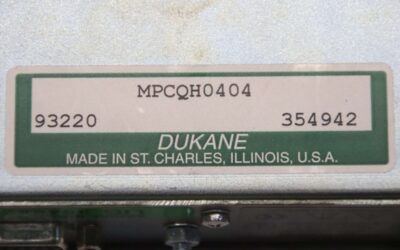 MPCQH0404
93220 354942
DUKANE
MADE IN ST. CHARLES, ILLINOIS, U.S.A.